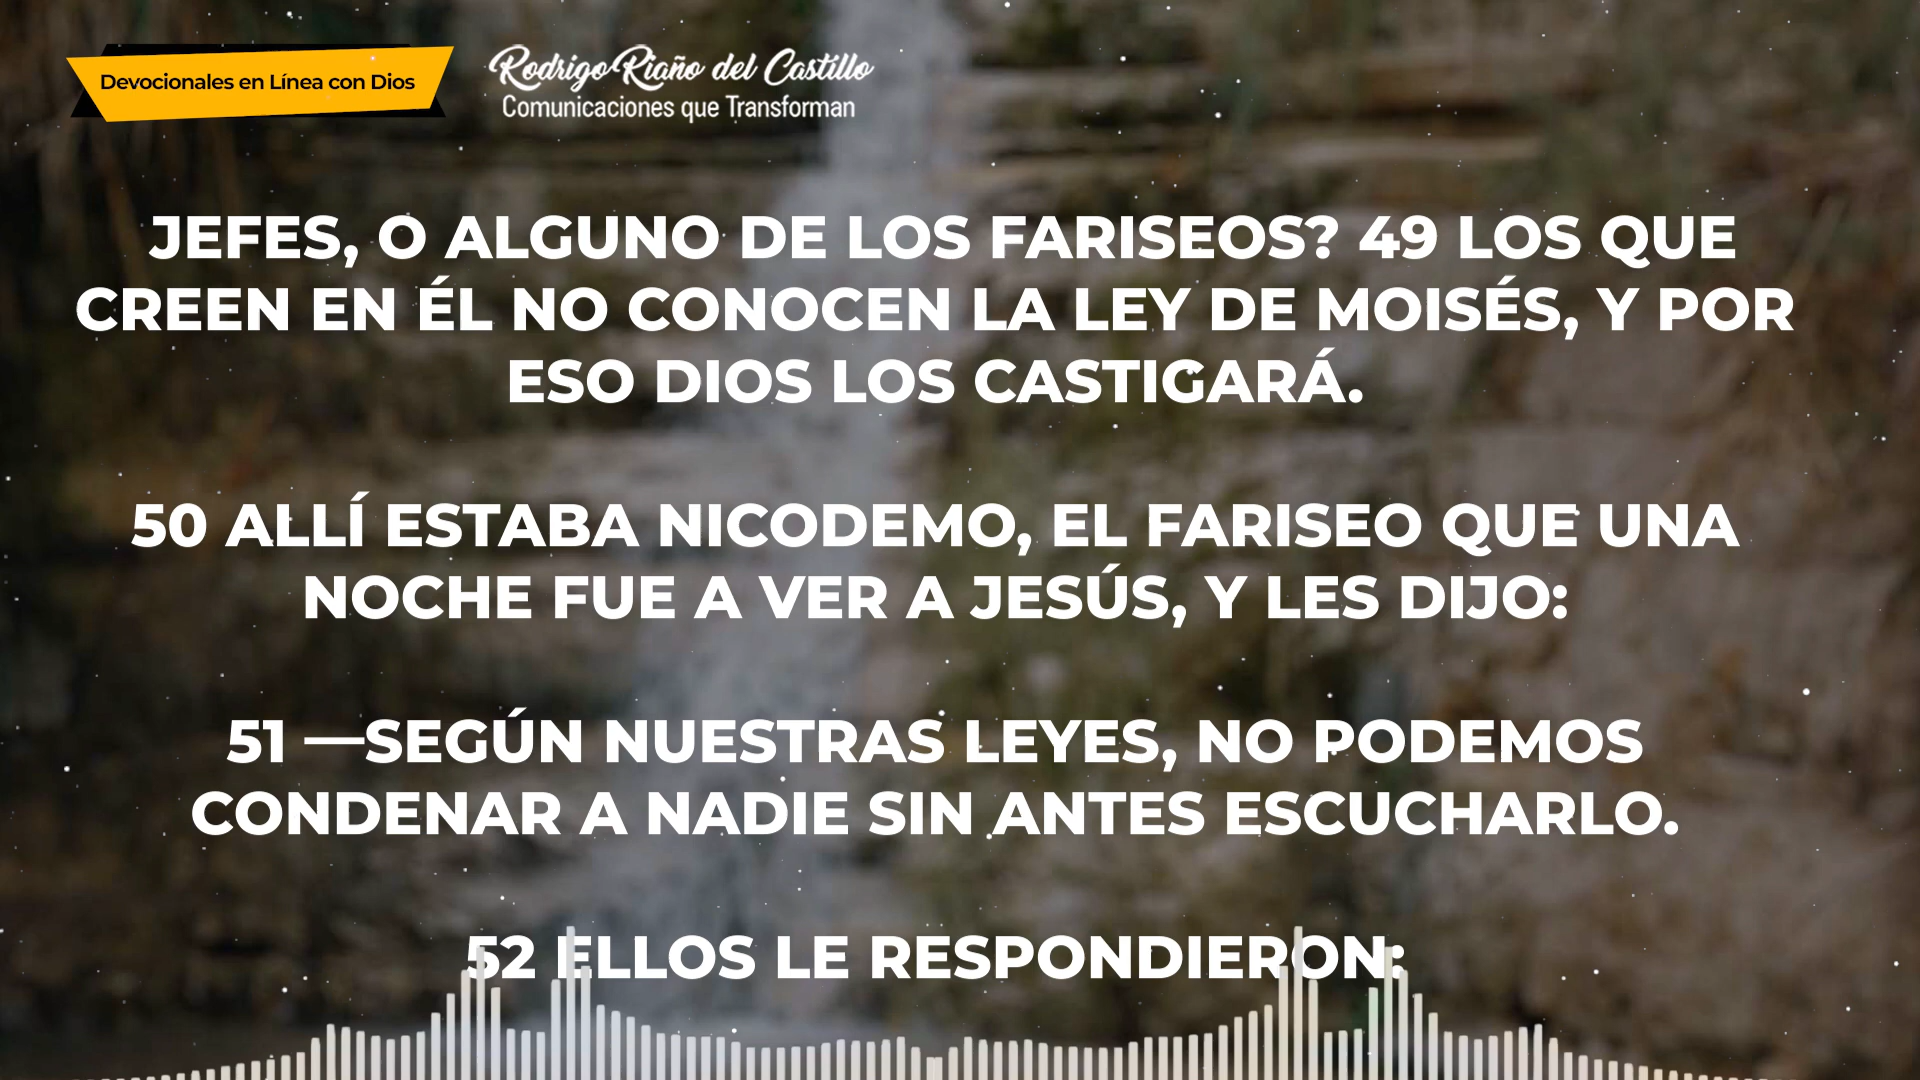 Devocionales en Línea con Dios
Rodrigo Riaño del Castillo
Comunicaciones que Transforman
JEFES, O ALGUNO DE LOS FARISEOS? 49 LOS QUE
CREEN EN ÉL NO CONOCEN LA LEY DE MOISÉS, Y POR
ESO DIOS LOS CASTIGARÁ.
50 ALLÍ ESTABA NICODEMO, EL FARISEO QUE UNA
NOCHE FUE A VER A JESÚS, Y LES DIJO:
51 —SEGÚN NUESTRAS LEYES, NO PODEMOS
CONDENAR A NADIE SIN ANTES ESCUCHARLO.
52 ELLOS LE RESPONDIERON: